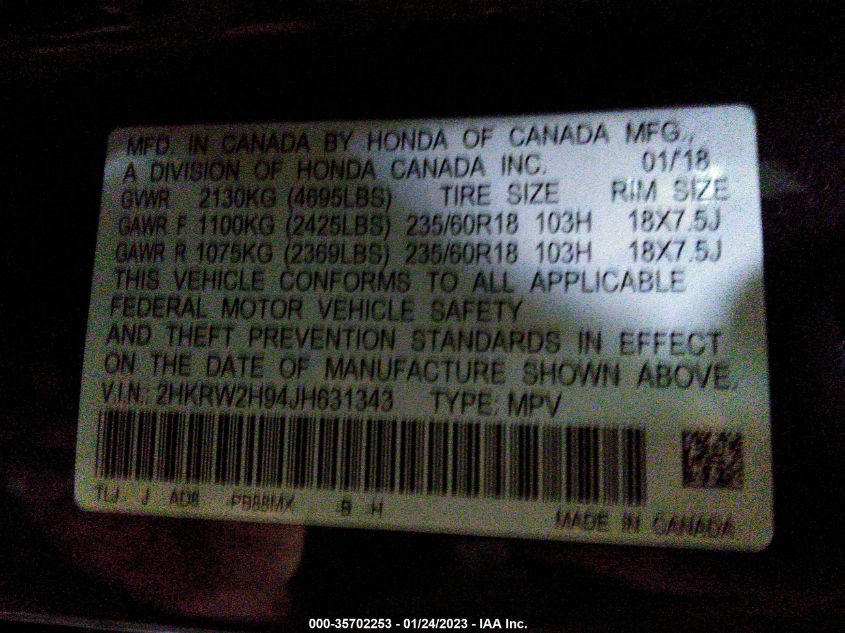 MFD. IN CANADA BY HONDA OF CANADA MFG.,
A DIVISION OF HONDA CANADA INC. 01/18
GVWR 2130KG (4695LBS) TIRE SIZE RIM SIZE
GAWR F 1100KG (2425LBS) 235/60R18 103H 18X7.5J
GAWR R 1075KG (2369LBS) 235/60R18 103H 18X7.5J
THIS VEHICLE CONFORMS TO ALL APPLICABLE
FEDERAL MOTOR VEHICLE SAFETY
AND THEFT PREVENTION STANDARDS IN EFFECT
ON THE DATE OF MANUFACTURE SHOWN ABOVE.
V.I.N.: 2HKRW2H94JH631343 TYPE: MPV
TLJ J PB88MX B H
MADE IN CANADA
000-35702253 - 01/24/2023 - IAA Inc.